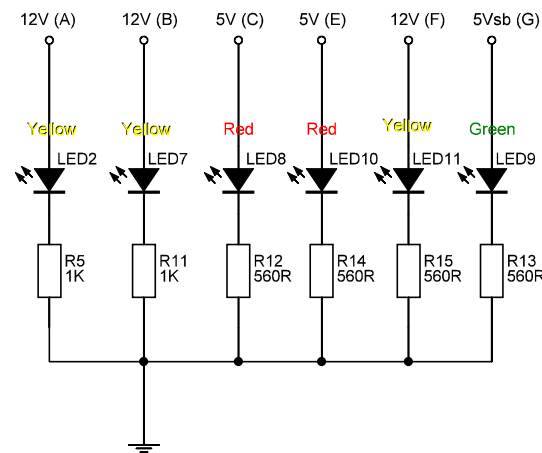 12V (A) 12V (B) 5V (C) 5V (E) 12V (F) 5Vsb (G)
Yellow Yellow Red Red Yellow Green
LED2 LED7 LED8 LED10 LED11 LED9
R5 R11 R12 R14 R15 R13
1K 1K 560R 560R 560R 560R